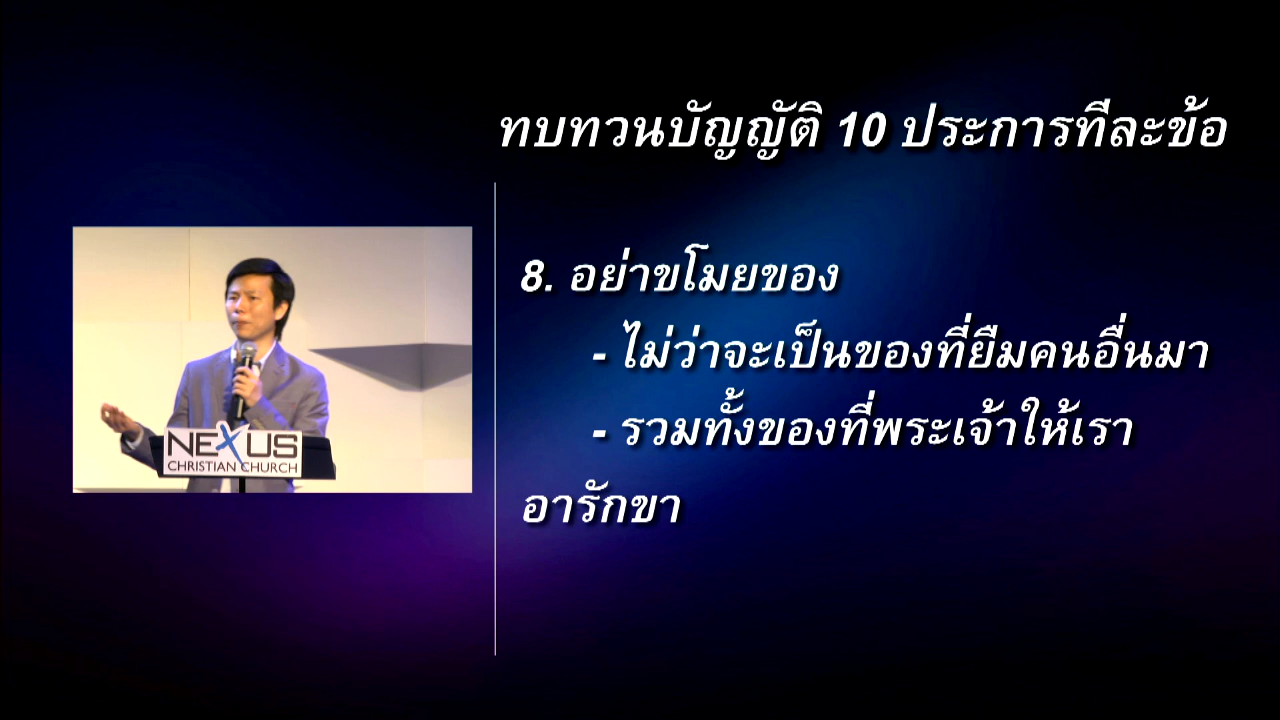 ทบทวนบัญญัติ 10 ประการทีละข้อ
8. อย่าขโมยของ
- ไม่ว่าจะเป็นของที่ยืมคนอื่นมา
- รวมทั้งของที่พระเจ้าให้เรา
อารักขา
NEXUS
CHRISTIAN CHURCH